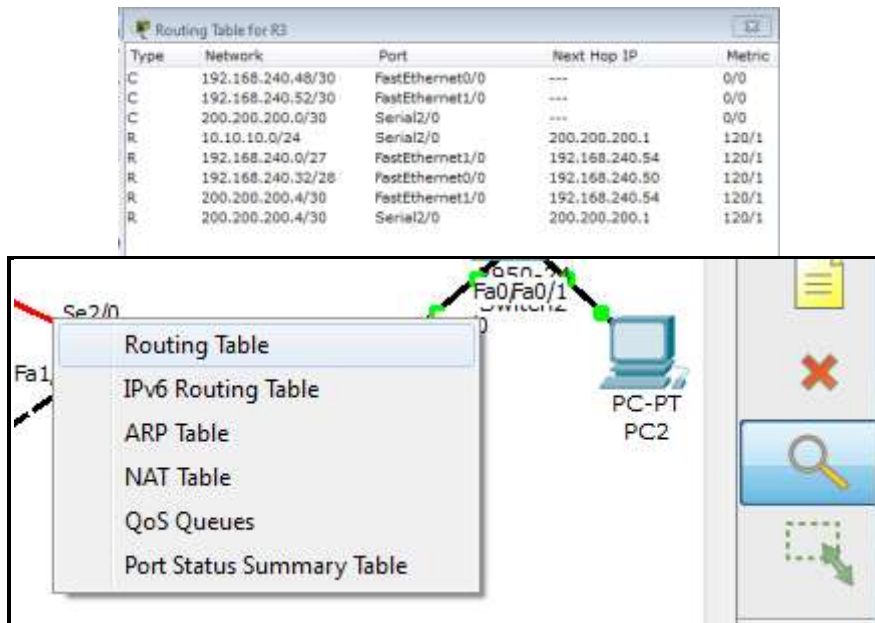 Routing Table for R3
Type Network Port Next Hop IP Metric
C 192.168.240.48/30 FastEthernet0/0 --- 0/0
C 192.168.240.52/30 FastEthernet1/0 --- 0/0
C 200.200.200.0/30 Serial2/0 --- 0/0
R 10.10.10.0/24 Serial2/0 200.200.200.1 120/1
R 192.168.240.0/27 FastEthernet1/0 192.168.240.54 120/1
R 192.168.240.32/28 FastEthernet0/0 192.168.240.50 120/1
R 200.200.200.4/30 FastEthernet1/0 192.168.240.54 120/1
R 200.200.200.4/30 Serial2/0 200.200.200.1 120/1
Fa0/1
Se2/0
Routing Table
Fa1/
IPv6 Routing Table
PC-PT
ARP Table
PC2
NAT Table
QoS Queues
Port Status Summary Table